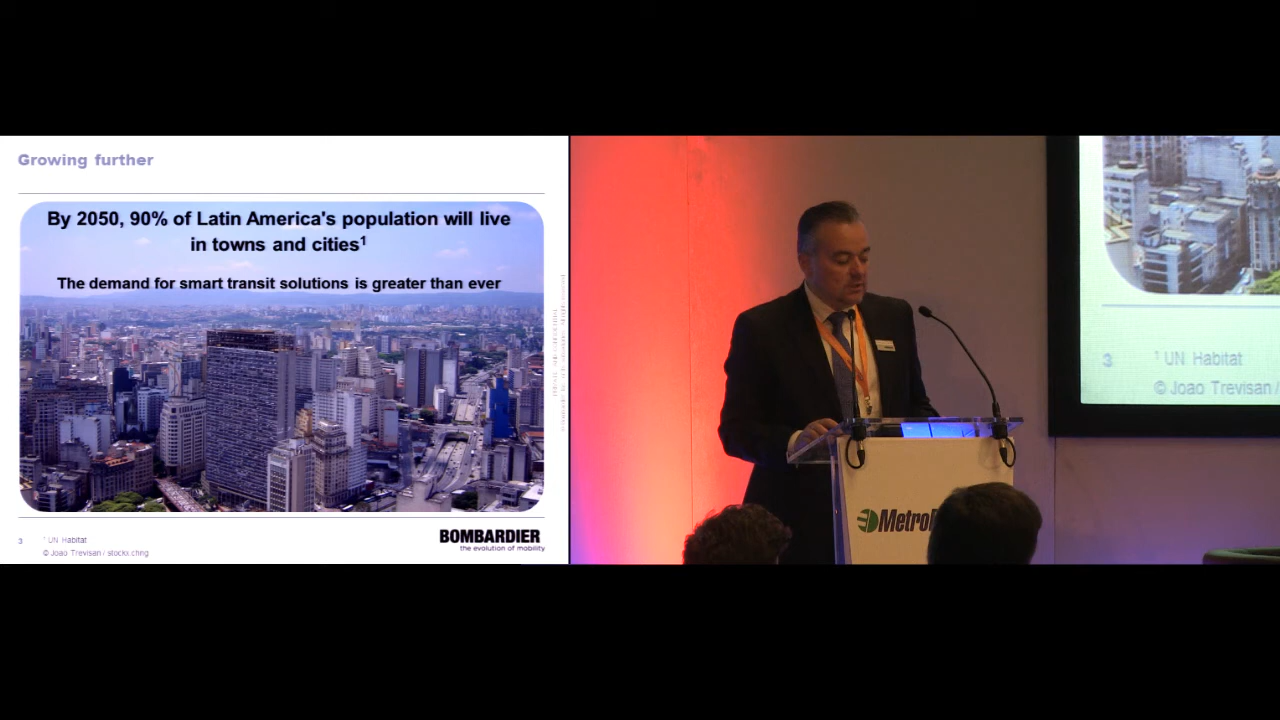 Growing further
By 2050, 90% of Latin America's population will live
in towns and cities¹
The demand for smart transit solutions is greater than ever
3
¹ UN Habitat
© Joao Trevisan / stockx.chng
BOMBARDIER
the evolution of mobility
Metro
3
¹ UN Habitat
© Joao Trevisan /